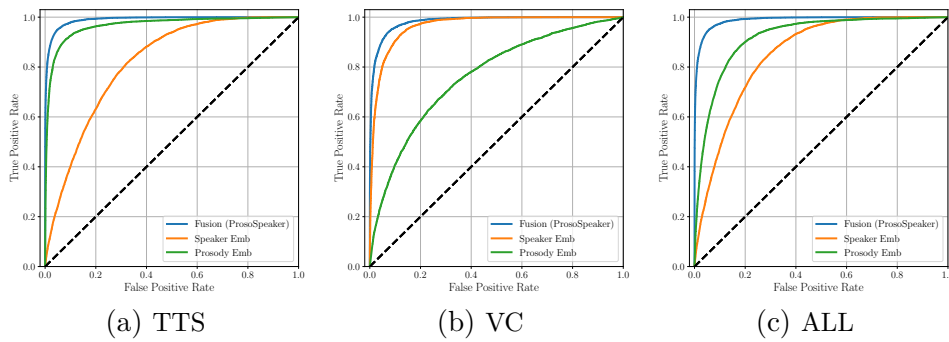 1.0
0.8
0.6
0.4
0.2
0.0
True Positive Rate
0.0 0.2 0.4 0.6 0.8 1.0
False Positive Rate
Fusion (ProsoSpeaker)
Speaker Emb
Prosody Emb
(a) TTS
1.0
0.8
0.6
0.4
0.2
0.0
True Positive Rate
0.0 0.2 0.4 0.6 0.8 1.0
False Positive Rate
Fusion (ProsoSpeaker)
Speaker Emb
Prosody Emb
(b) VC
1.0
0.8
0.6
0.4
0.2
0.0
True Positive Rate
0.0 0.2 0.4 0.6 0.8 1.
False Positive Rate
Fusion (ProsoSpeaker)
Speaker Emb
Prosody Emb
(c) ALL